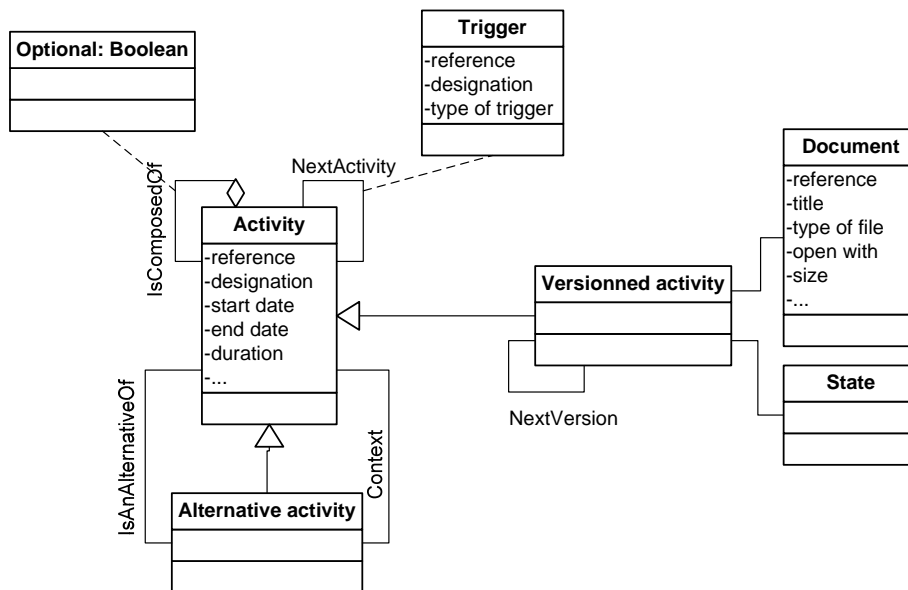 Trigger
-reference
-designation
-type of trigger
Optional: Boolean
IsComposedOf
NextActivity
Activity
-reference
-designation
-start date
-end date
-duration
-...
Document
-reference
-title
-type of file
-open with
-size
-...
Versionned activity
NextVersion
State
IsAnAlternativeOf
Context
Alternative activity